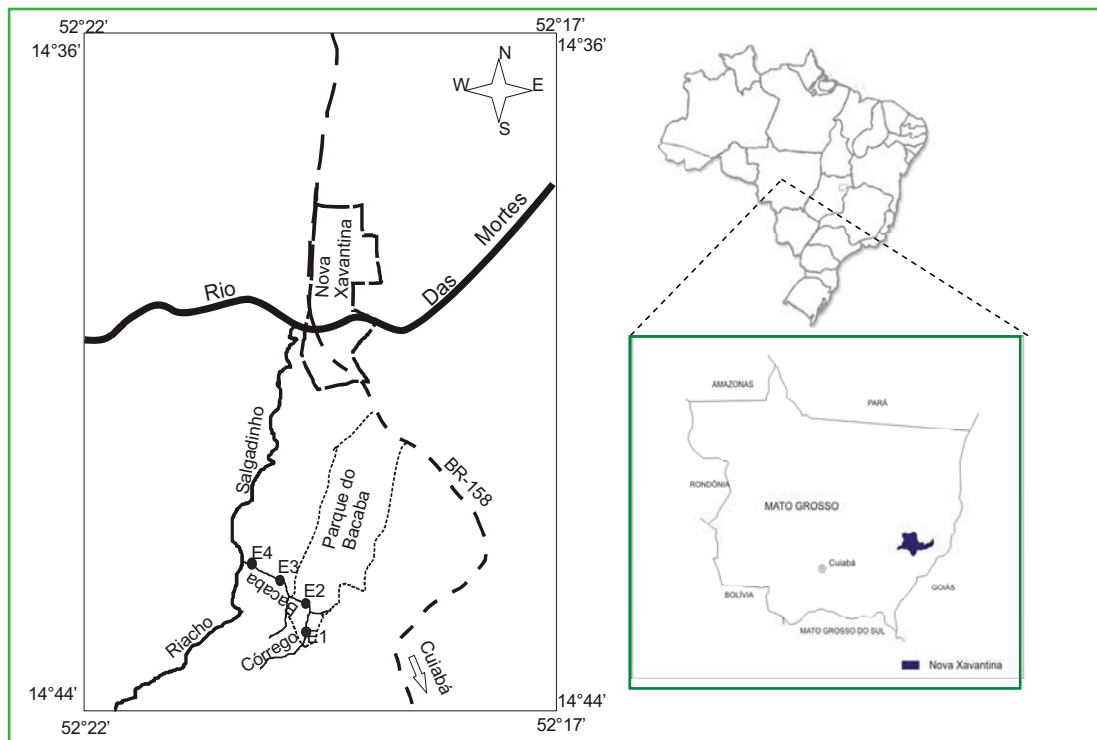 52°22’
52°17’
14°36’
14°36’
N
W
E
S
Nova
Xavantina
Rio
Das
Mortes
Salgadinho
BR-158
Parque do
Bacaba
E4
E3
Bacaba
E2
E1
Córrego
Riacho
Cuiabá
14°44’
14°44’
52°22’
52°17’
AMAZONAS
PARÁ
RONDÔNIA
MATO GROSSO
Cuiabá
GOIÁS
BOLÍVIA
MATO GROSSO DO SUL
Nova Xavantina